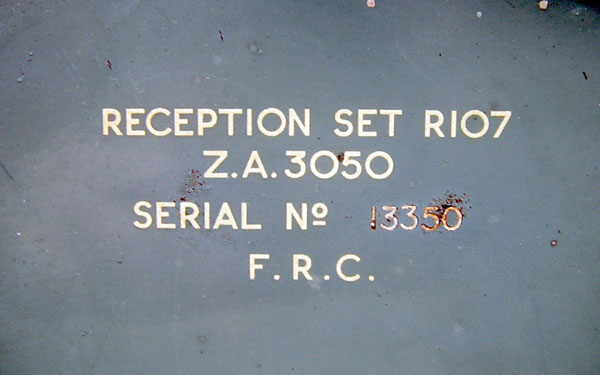 RECEPTION SET R107
Z.A.3050
SERIAL Nº 13350
F.R.C.